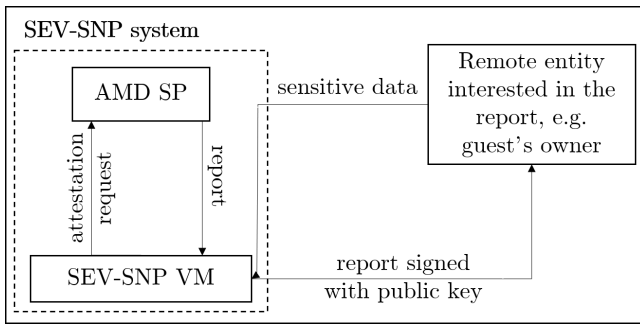 SEV-SNP system
AMD SP
attestation
request
report
SEV-SNP VM
sensitive data
Remote entity
interested in the
report, e.g.
guest's owner
report signed
with public key